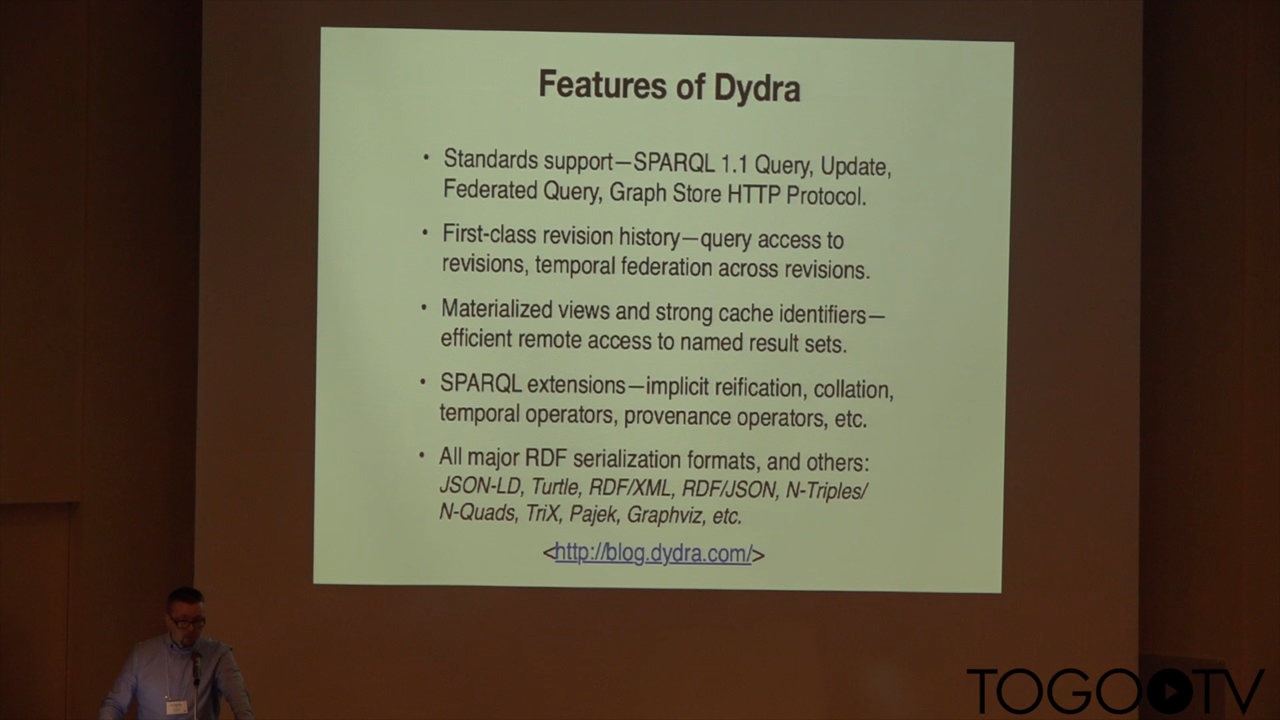 Features of Dydra
• Standards support—SPARQL 1.1 Query, Update,
Federated Query, Graph Store HTTP Protocol.
• First-class revision history—query access to
revisions, temporal federation across revisions.
• Materialized views and strong cache identifiers—
efficient remote access to named result sets.
• SPARQL extensions—implicit reification, collation,
temporal operators, provenance operators, etc.
• All major RDF serialization formats, and others:
JSON-LD, Turtle, RDF/XML, RDF/JSON, N-Triples/
N-Quads, TriX, Pajek, Graphviz, etc.
<http://blog.dydra.com/>
TOGOTV